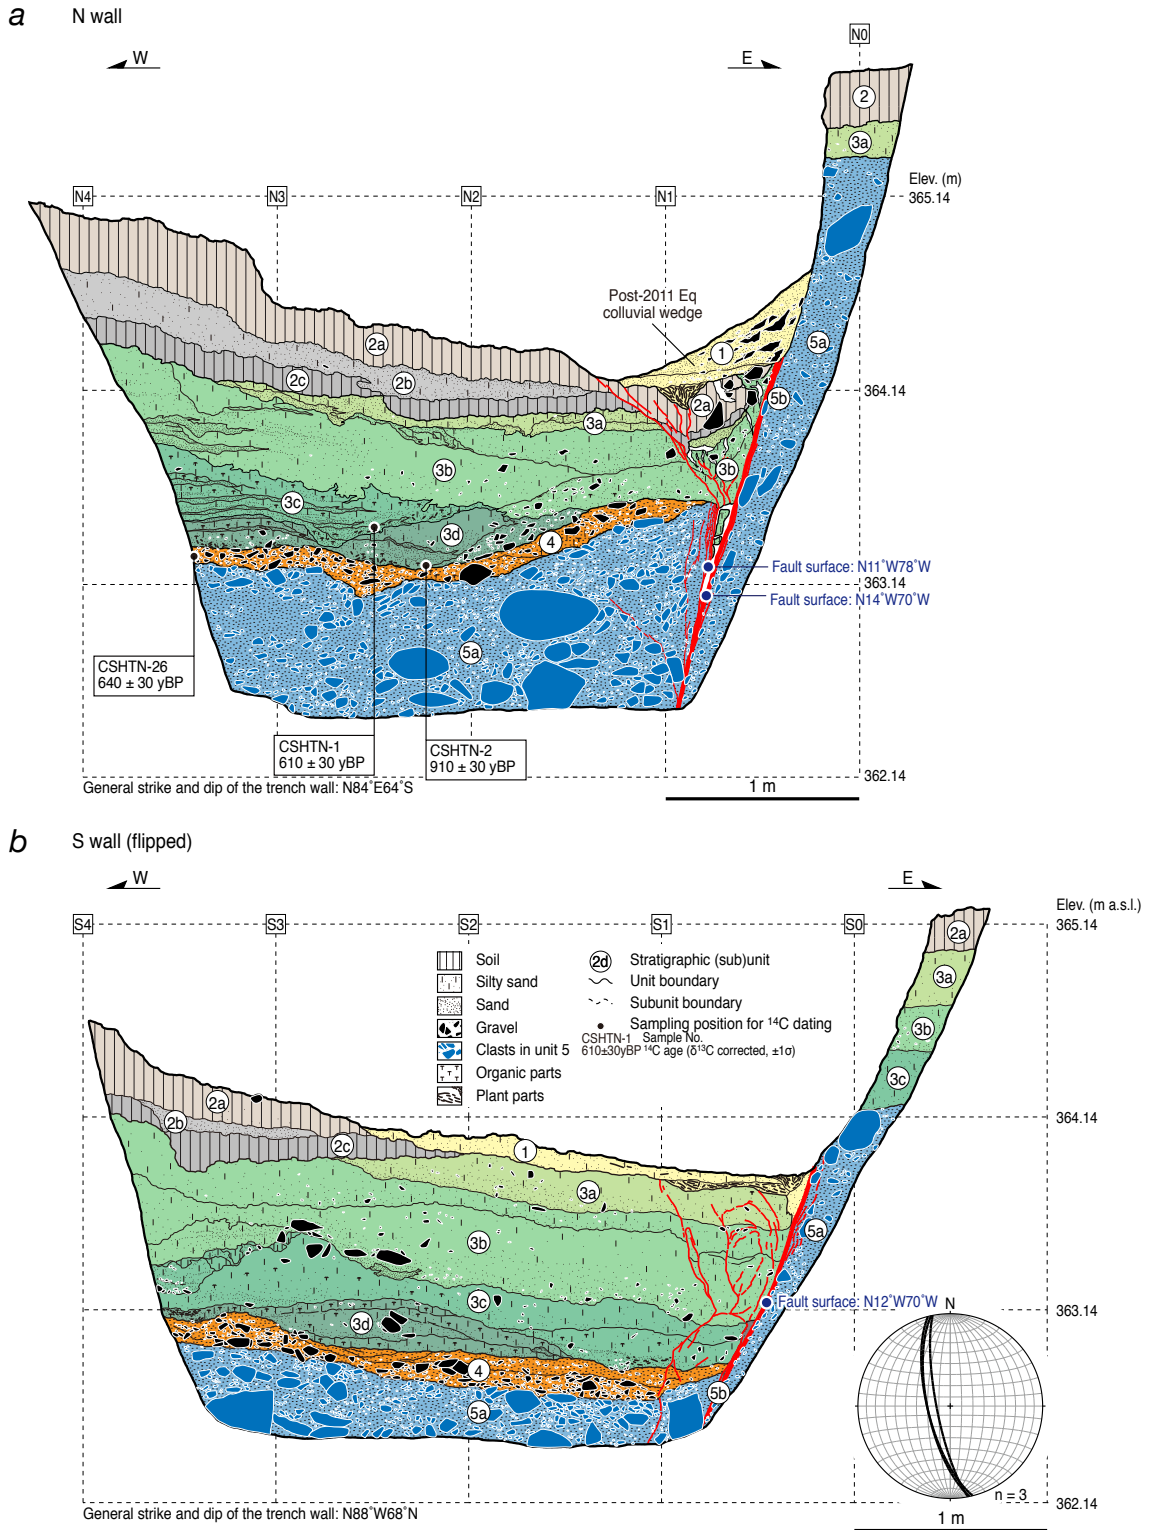 a N wall
W
E
N0
2
3a
Elev. (m)
365.14
N4
N3
N2
N1
Post-2011 Eq
colluvial wedge
2a
1
5a
2c
2b
364.14
2a
5b
3a
3b
3b
3c
3d
4
Fault surface: N11°W78°W
363.14
Fault surface: N14°W70°W
5a
CSHTN-26
640 ± 30 yBP
CSHTN-1
610 ± 30 yBP
CSHTN-2
910 ± 30 yBP
362.14
General strike and dip of the trench wall: N84°E64°S
1 m
b S wall (flipped)
W
E
Elev. (m a.s.l.)
S4
S3
S2
S1
S0
365.14
2a
3a
3b
3c
Soil
Silty sand
Sand
Gravel
Clasts in unit 5
Organic parts
Plant parts
2d Stratigraphic (sub)unit
Unit boundary
Subunit boundary
Sampling position for ¹⁴C dating
CSHTN-1 Sample No.
610±30yBP ¹⁴C age (δ¹³C corrected, ±1σ)
2a
2b
2c
1
364.14
3a
5a
3b
3c
Fault surface: N12°W70°W
363.14
3d
N
4
5b
5a
n = 3
362.14
General strike and dip of the trench wall: N88°W68°N
1 m